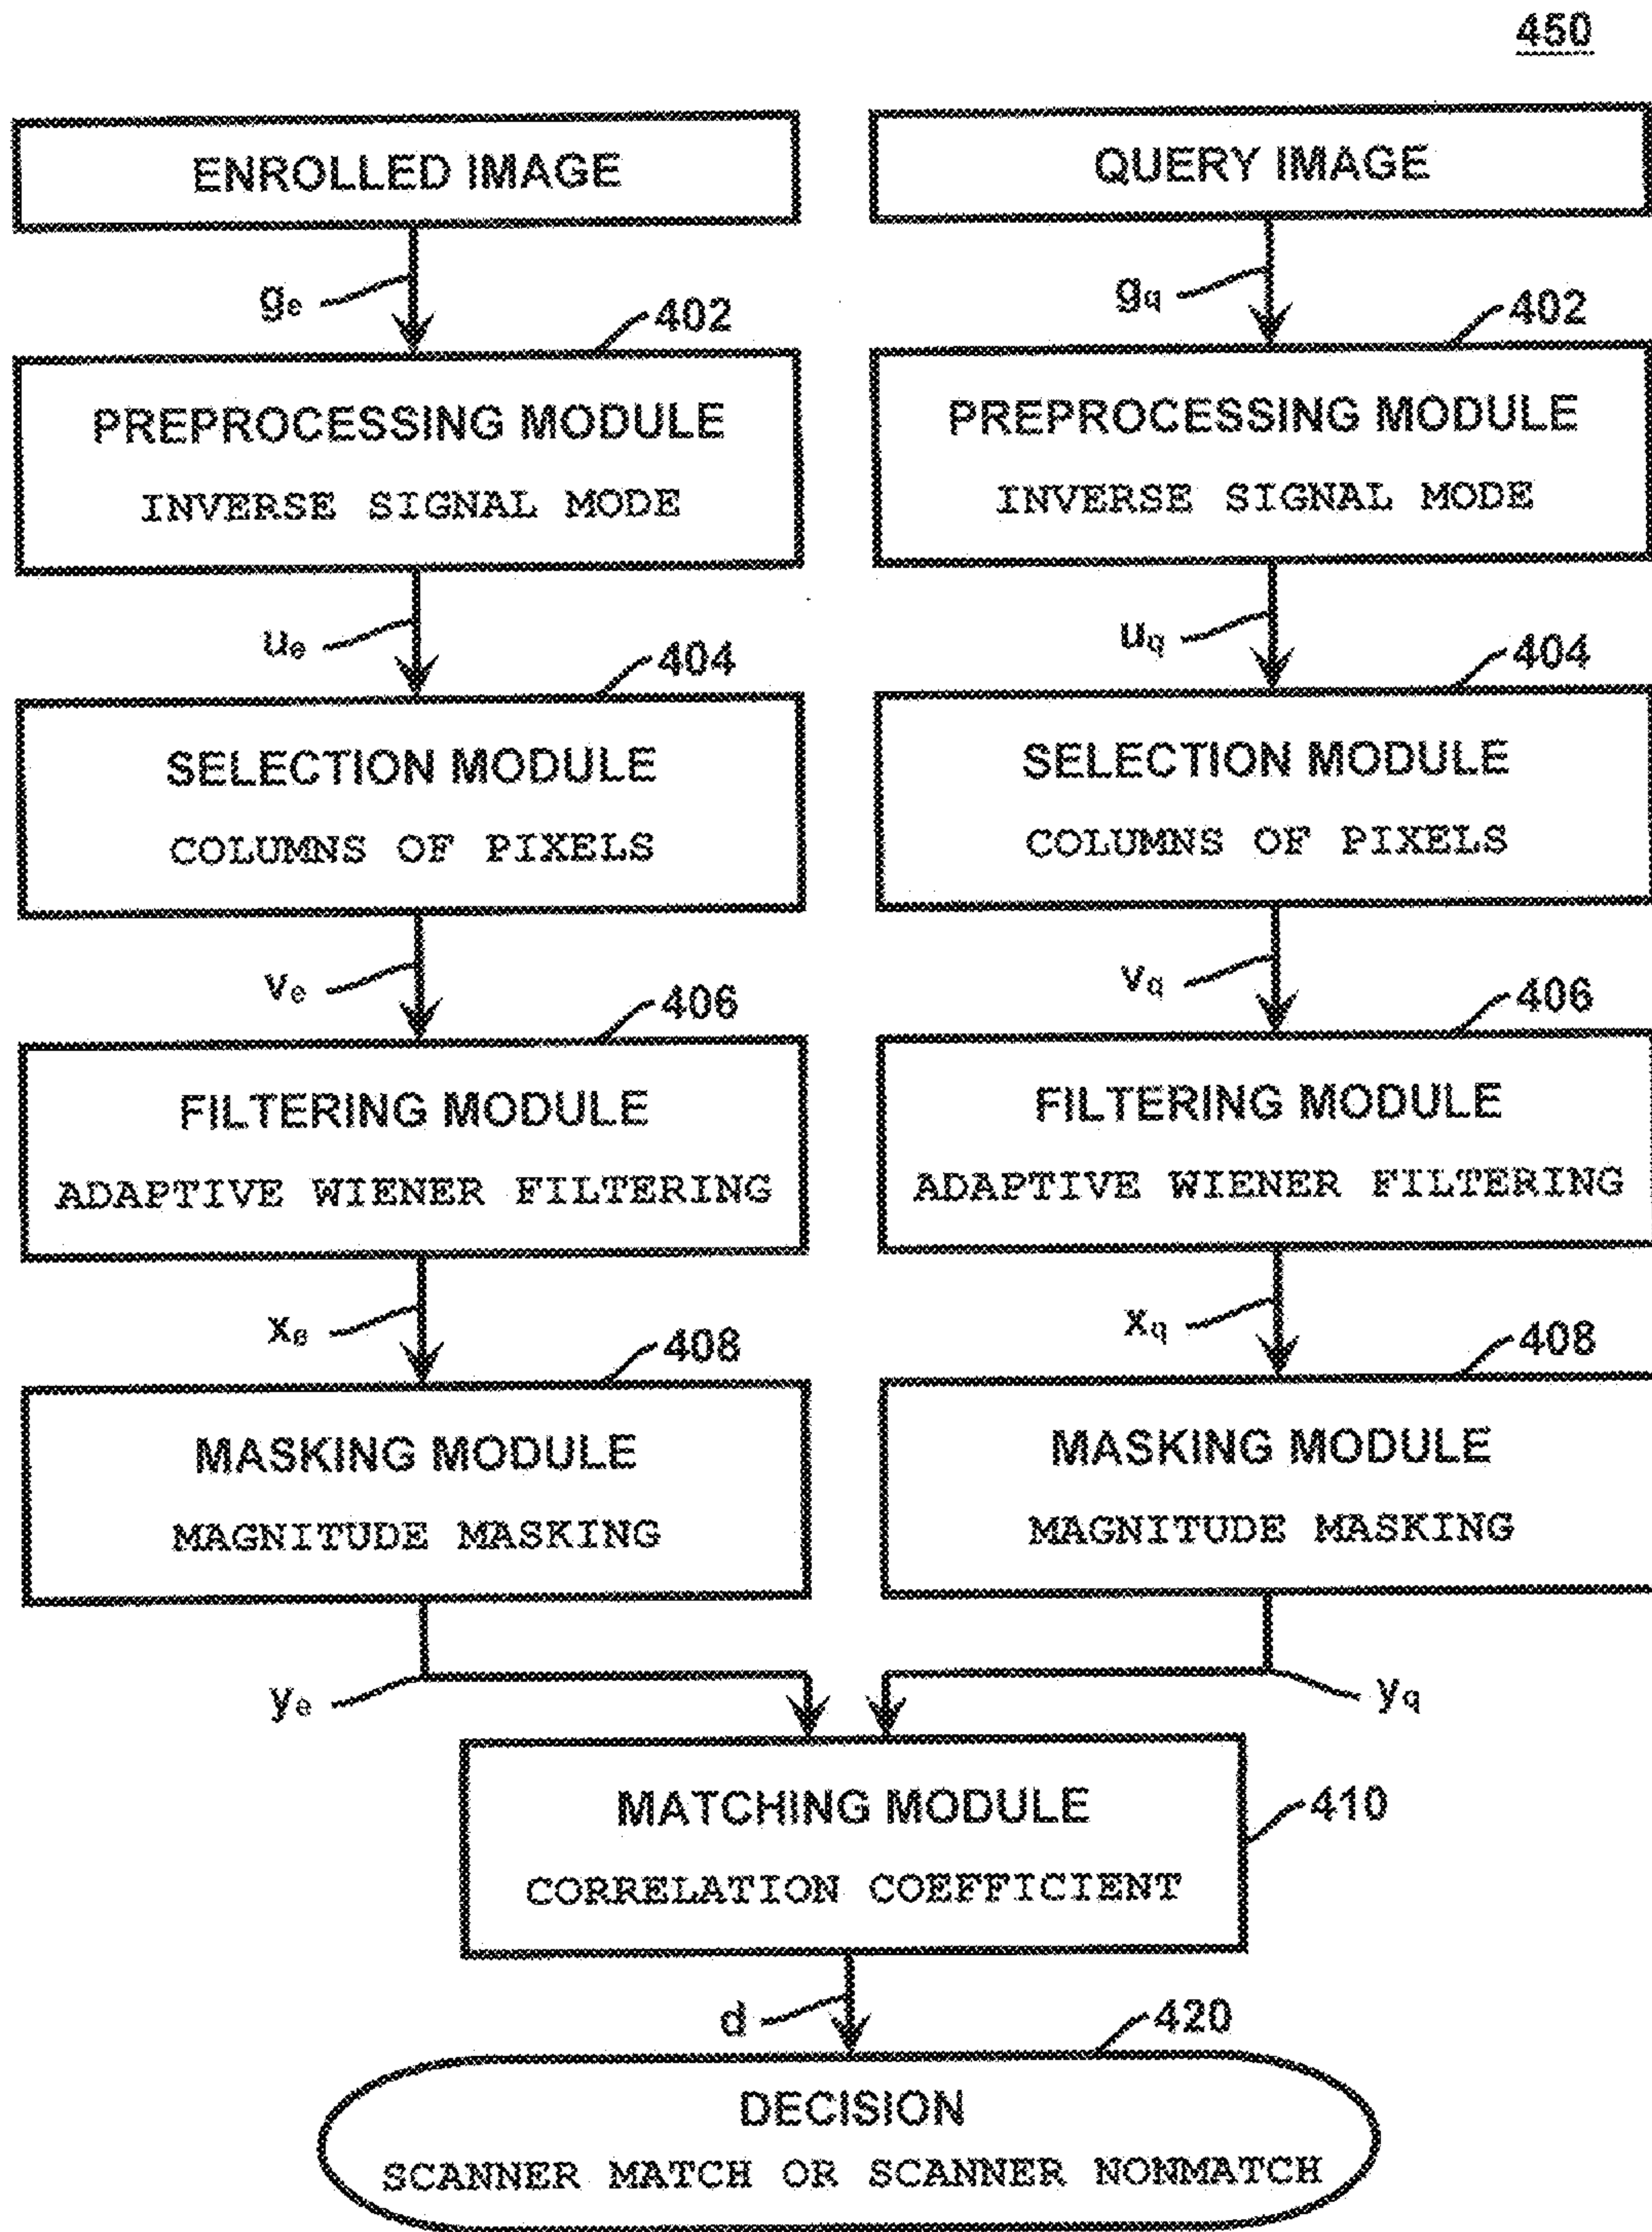 450
ENROLLED IMAGE
QUERY IMAGE
ge
gq
402
402
PREPROCESSING MODULE
INVERSE SIGNAL MODE
PREPROCESSING MODULE
INVERSE SIGNAL MODE
ue
uq
404
404
SELECTION MODULE
COLUMNS OF PIXELS
SELECTION MODULE
COLUMNS OF PIXELS
ve
vq
406
406
FILTERING MODULE
ADAPTIVE WIENER FILTERING
FILTERING MODULE
ADAPTIVE WIENER FILTERING
xe
xq
408
408
MASKING MODULE
MAGNITUDE MASKING
MASKING MODULE
MAGNITUDE MASKING
ye
yq
MATCHING MODULE
CORRELATION COEFFICIENT
410
d
420
DECISION
SCANNER MATCH OR SCANNER NONMATCH